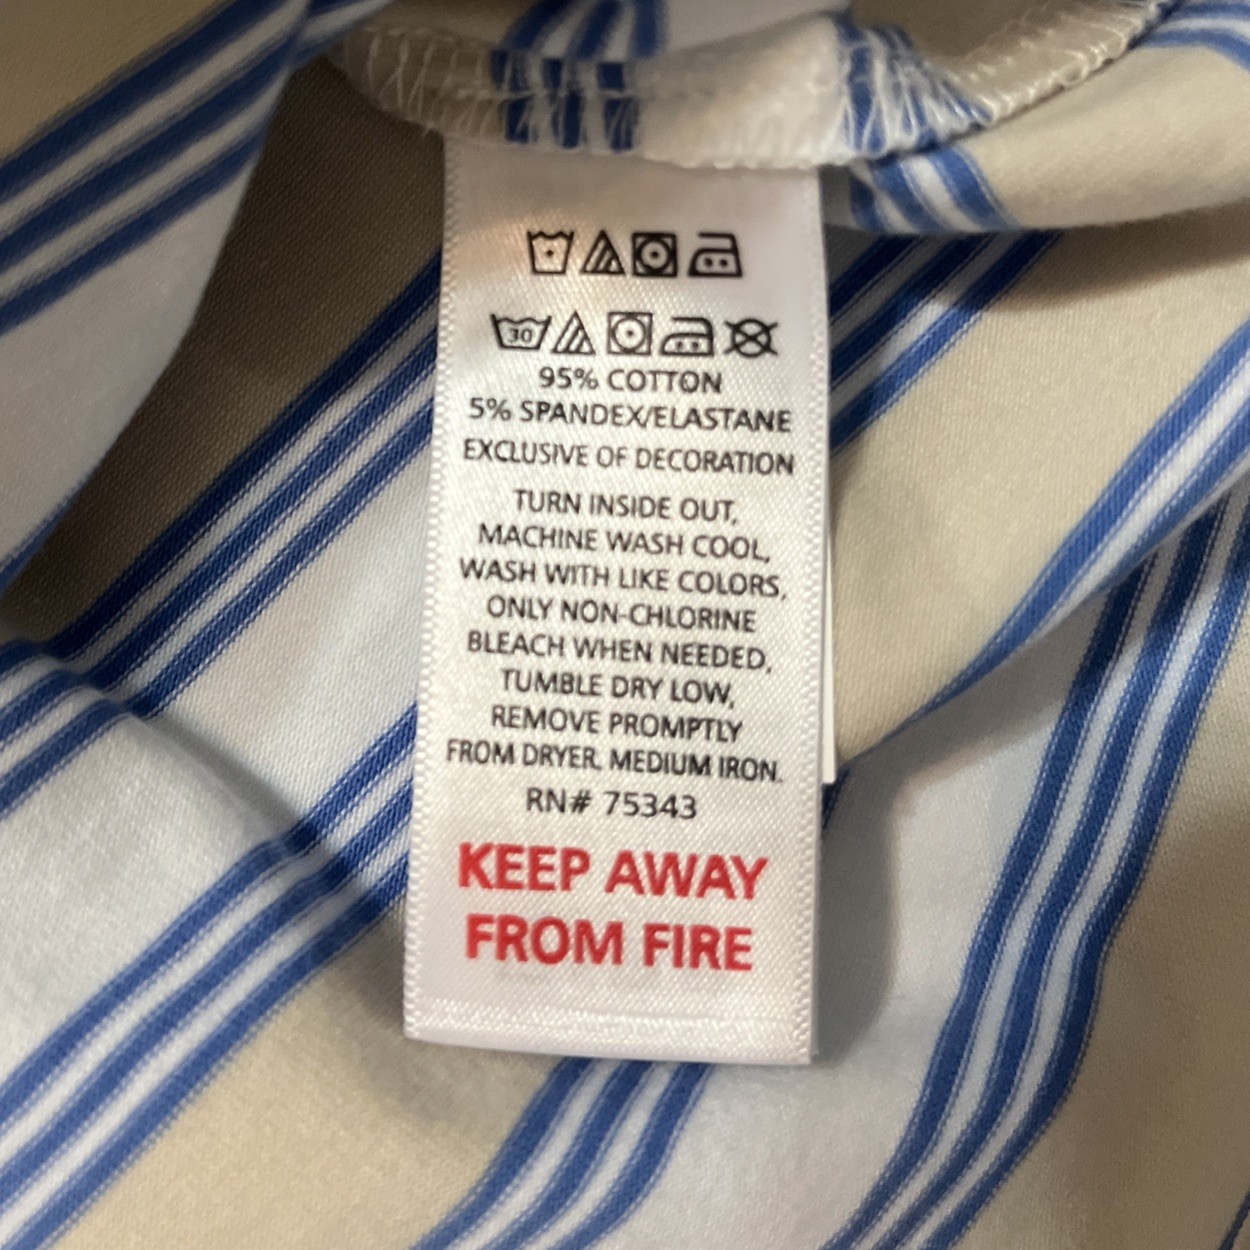 30
95% COTTON
5% SPANDEX/ELASTANE
EXCLUSIVE OF DECORATION
TURN INSIDE OUT,
MACHINE WASH COOL,
WASH WITH LIKE COLORS,
ONLY NON-CHLORINE
BLEACH WHEN NEEDED,
TUMBLE DRY LOW,
REMOVE PROMPTLY
FROM DRYER, MEDIUM IRON.
RN# 75343
KEEP AWAY
FROM FIRE